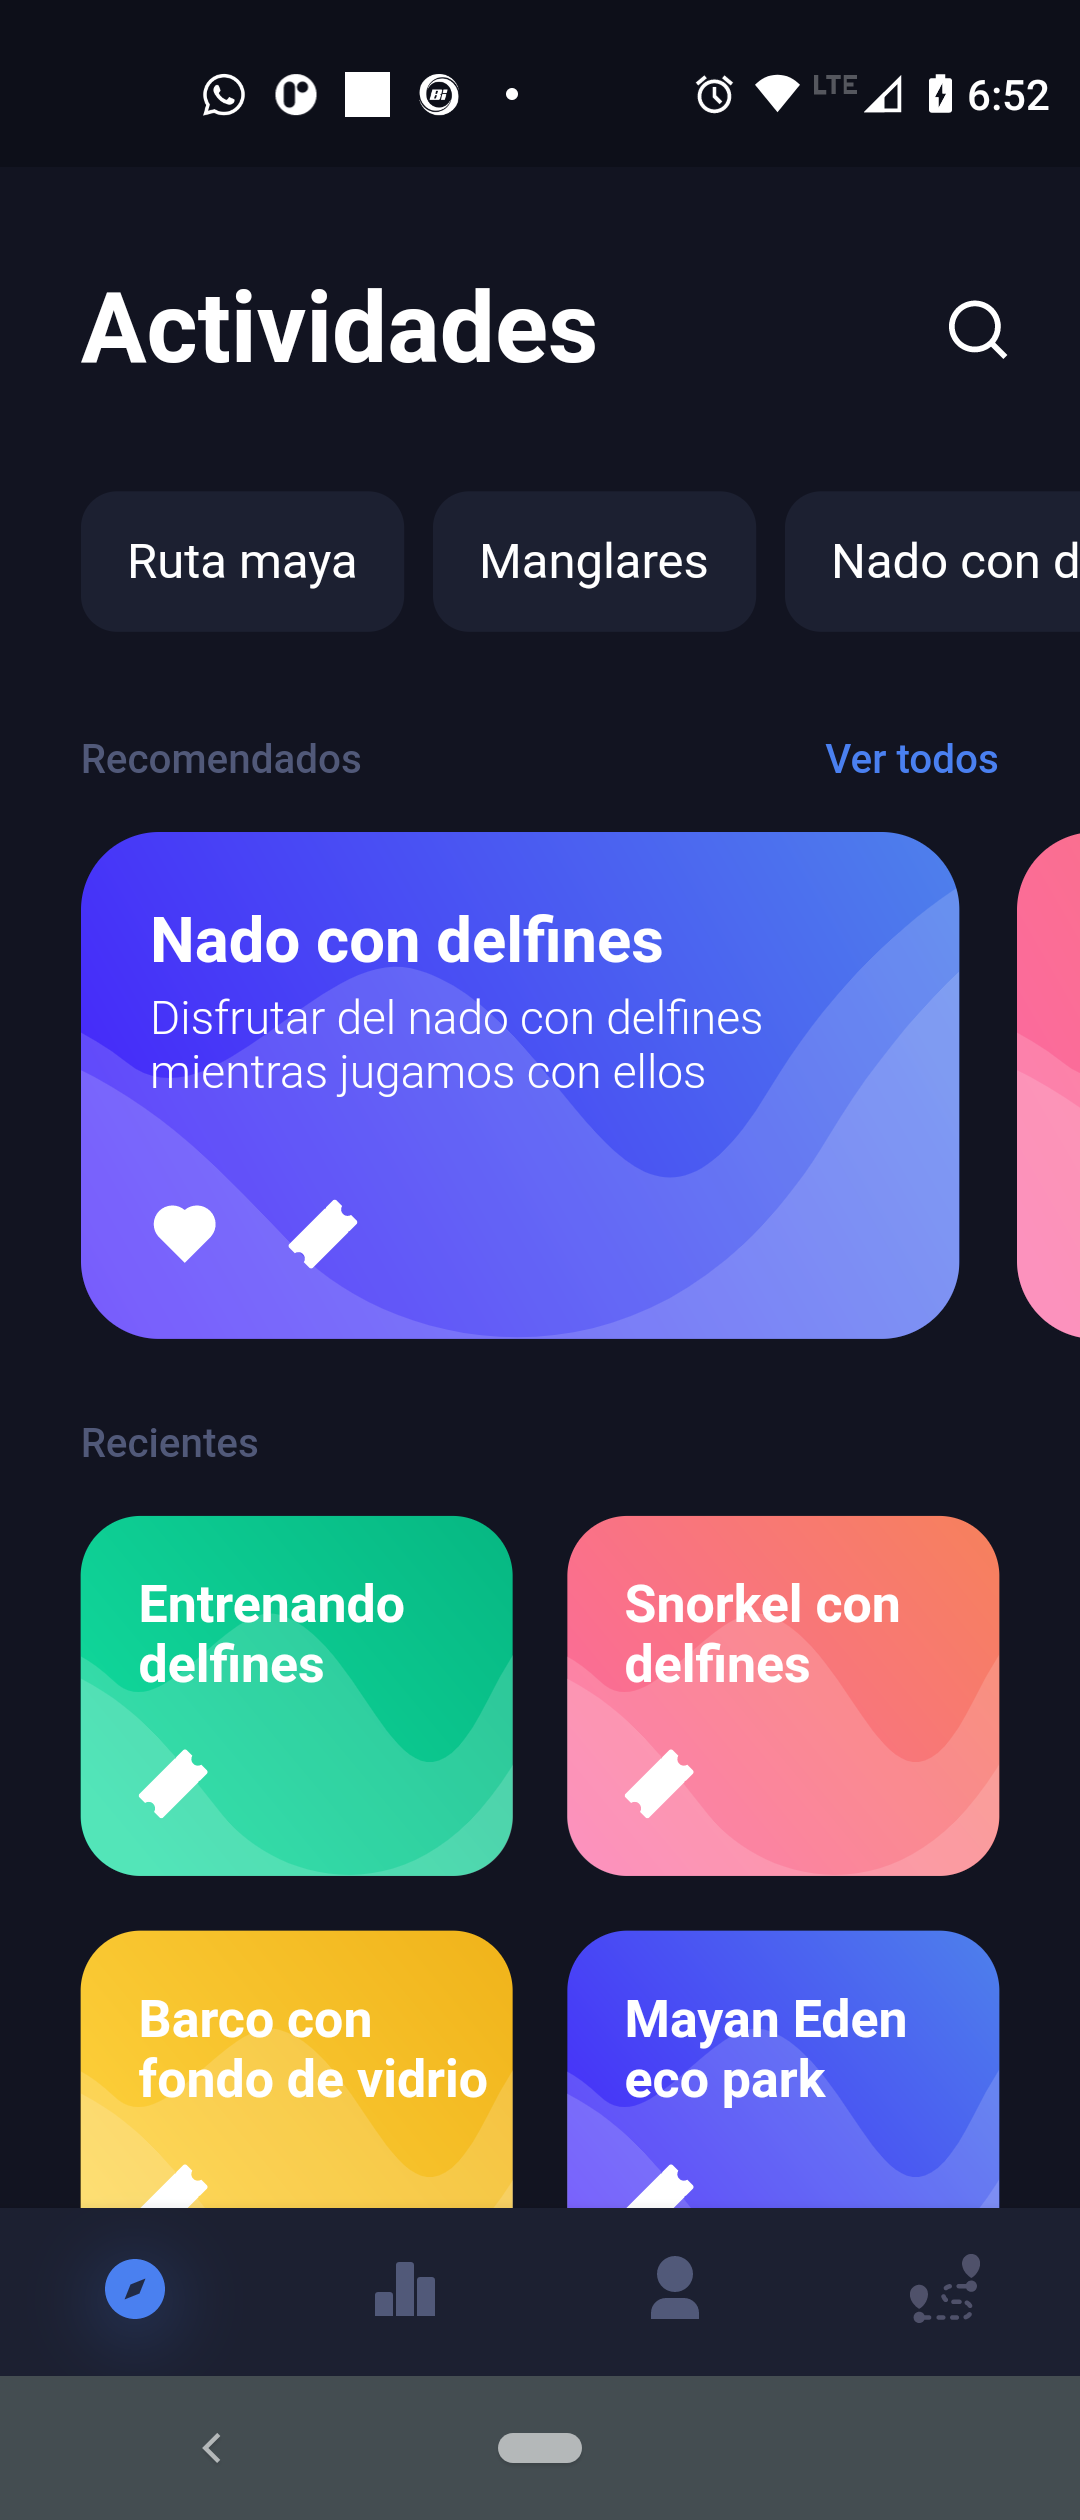 LTE 6:52
Actividades
Ruta maya Manglares Nado con d
Recomendados Ver todos
Nado con delfines
Disfrutar del nado con delfines
mientras jugamos con ellos
Recientes
Entrenando
delfines
Snorkel con
delfines
Barco con
fondo de vidrio
Mayan Eden
eco park